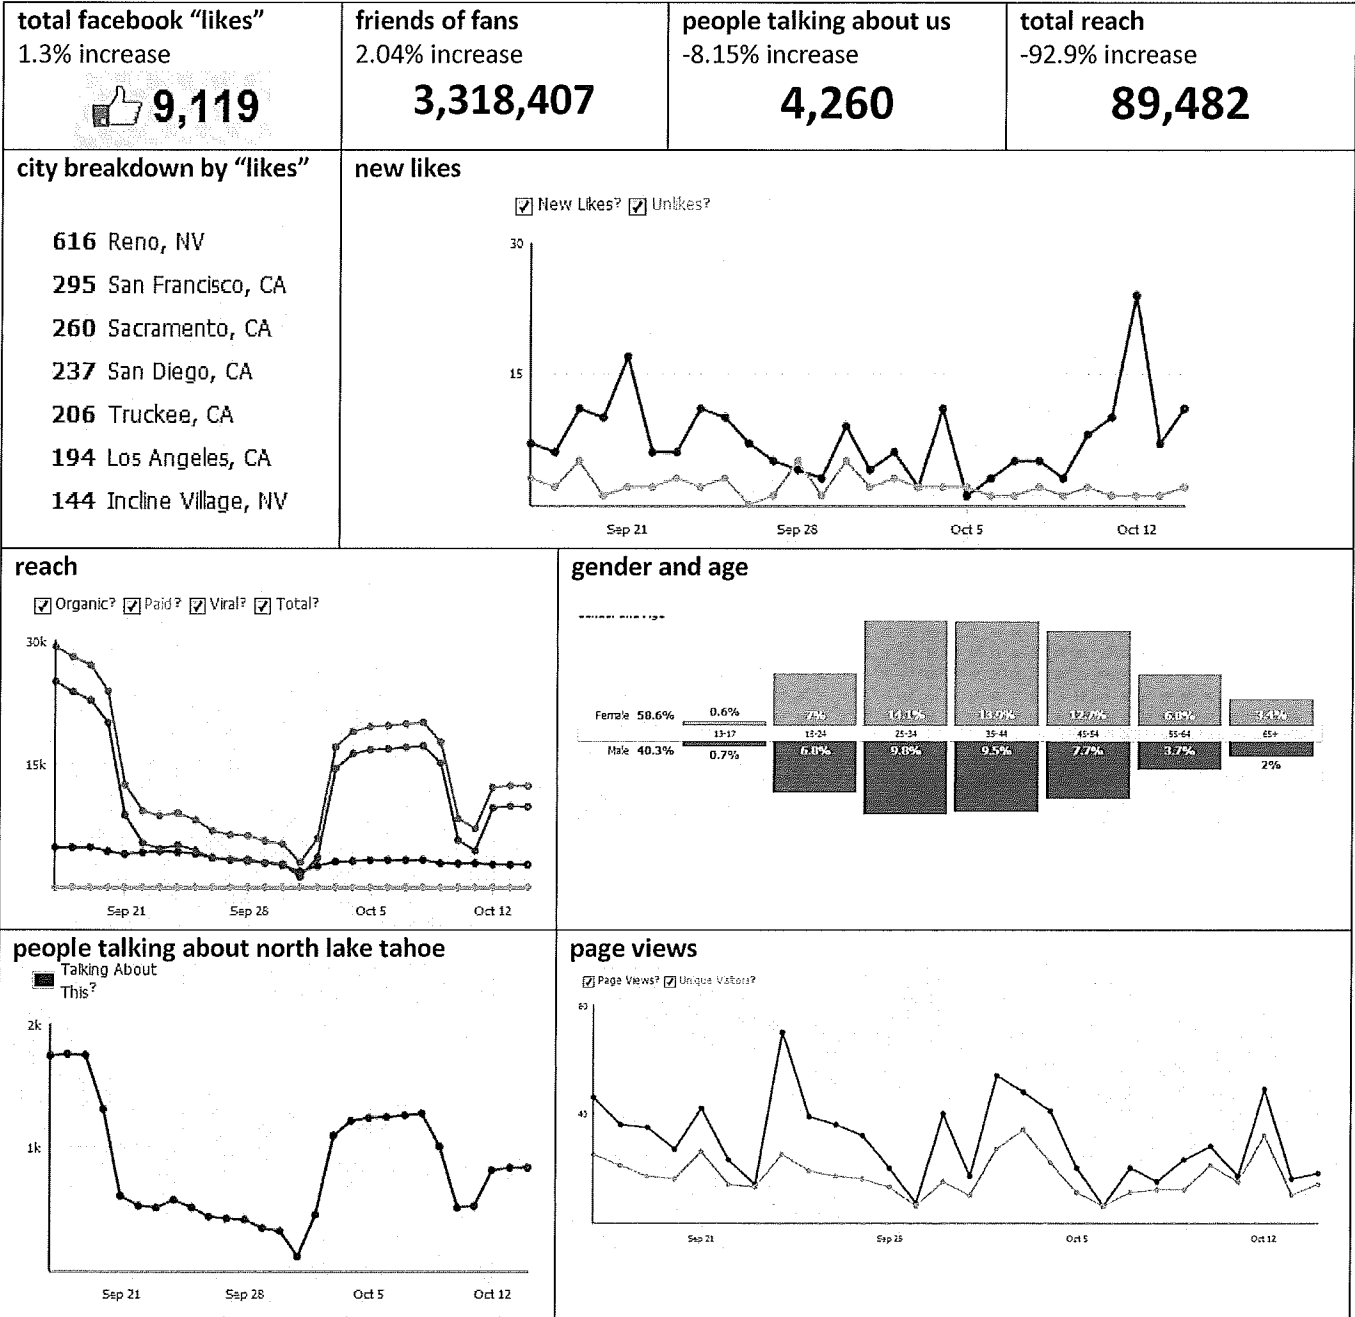 total facebook “likes”
1.3% increase
9,119
friends of fans
2.04% increase
3,318,407
people talking about us
-8.15% increase
4,260
total reach
-92.9% increase
89,482
city breakdown by “likes”
616 Reno, NV
295 San Francisco, CA
260 Sacramento, CA
237 San Diego, CA
206 Truckee, CA
194 Los Angeles, CA
144 Incline Village, NV
new likes
New Likes? Unlikes?
30
15
Sep 21 Sep 28 Oct 5 Oct 12
reach
Organic? Paid? Viral? Total?
30k
15k
Sep 21 Sep 28 Oct 5 Oct 12
gender and age
Female 58.6% 0.6% 7% 14.1% 13.9% 12.7% 6.8% 3.4%
13-17 18-24 25-34 35-44 45-54 55-64 65+
Male 40.3% 0.7% 6.8% 9.8% 9.5% 7.7% 3.7% 2%
people talking about north lake tahoe
Talking About
This?
2k
1k
Sep 21 Sep 28 Oct 5 Oct 12
page views
Page Views? Unique Visitors?
80
40
Sep 21 Sep 28 Oct 5 Oct 12